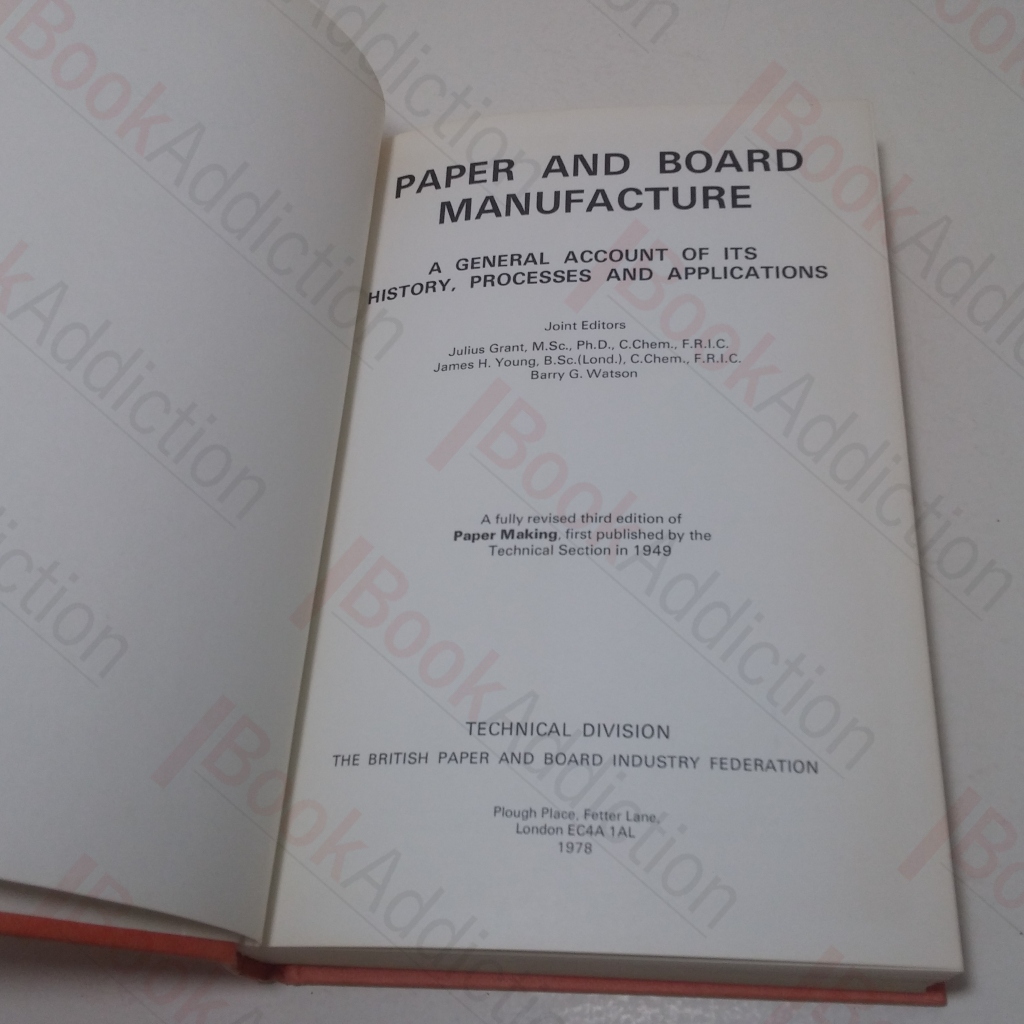 PAPER AND BOARD
MANUFACTURE
A GENERAL ACCOUNT OF ITS
HISTORY, PROCESSES AND APPLICATIONS
Joint Editors
Julius Grant, M.Sc., Ph.D., C.Chem., F.R.I.C.
James H. Young, B.Sc.(Lond.), C.Chem., F.R.I.C.
Barry G. Watson
A fully revised third edition of
Paper Making, first published by the
Technical Section in 1949
TECHNICAL DIVISION
THE BRITISH PAPER AND BOARD INDUSTRY FEDERATION
Plough Place, Fetter Lane,
London EC4A 1AL
1978
BookAddiction